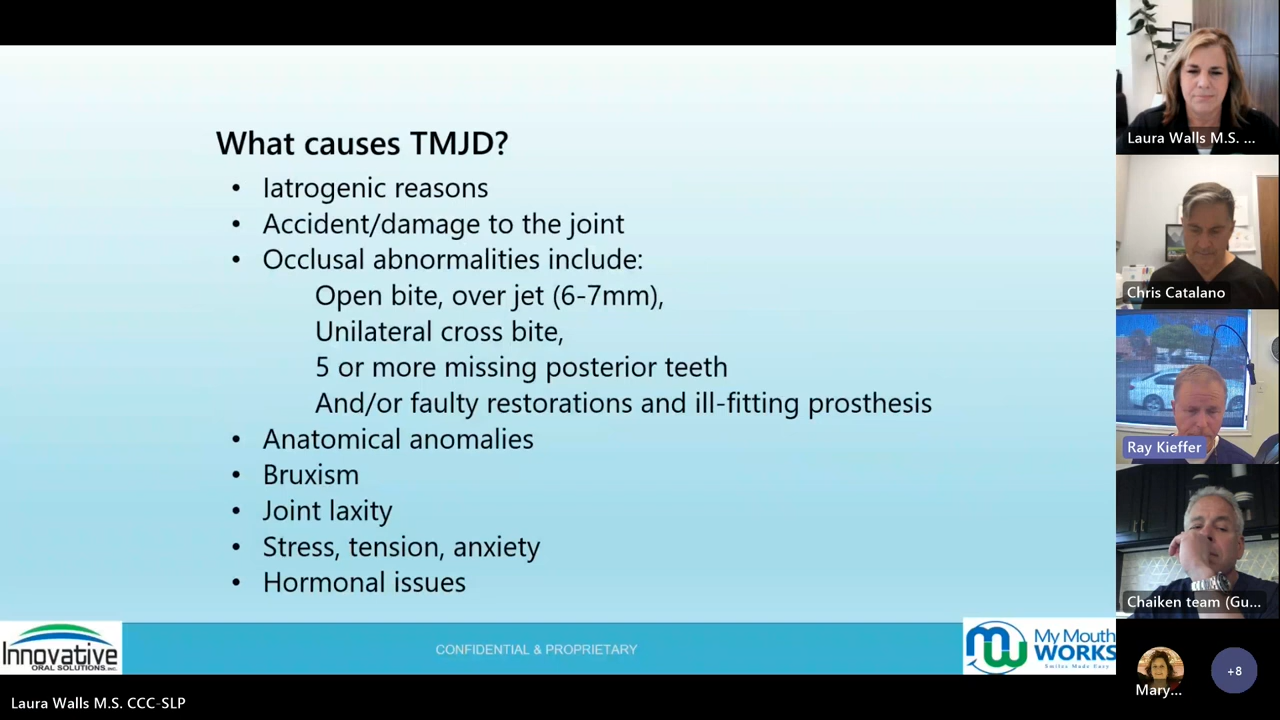 What causes TMJD?
• Iatrogenic reasons
• Accident/damage to the joint
• Occlusal abnormalities include:
Open bite, over jet (6-7mm),
Unilateral cross bite,
5 or more missing posterior teeth
And/or faulty restorations and ill-fitting prosthesis
• Anatomical anomalies
• Bruxism
• Joint laxity
• Stress, tension, anxiety
• Hormonal issues
Innovative
ORAL SOLUTIONS, INC.
CONFIDENTIAL & PROPRIETARY
My Mouth
WORKS
Smiles Made Easy
Laura Walls M.S. CCC-SLP
Laura Walls M.S. ...
Chris Catalano
Ray Kieffer
Chaiken team (Gu...
Mary...
+8